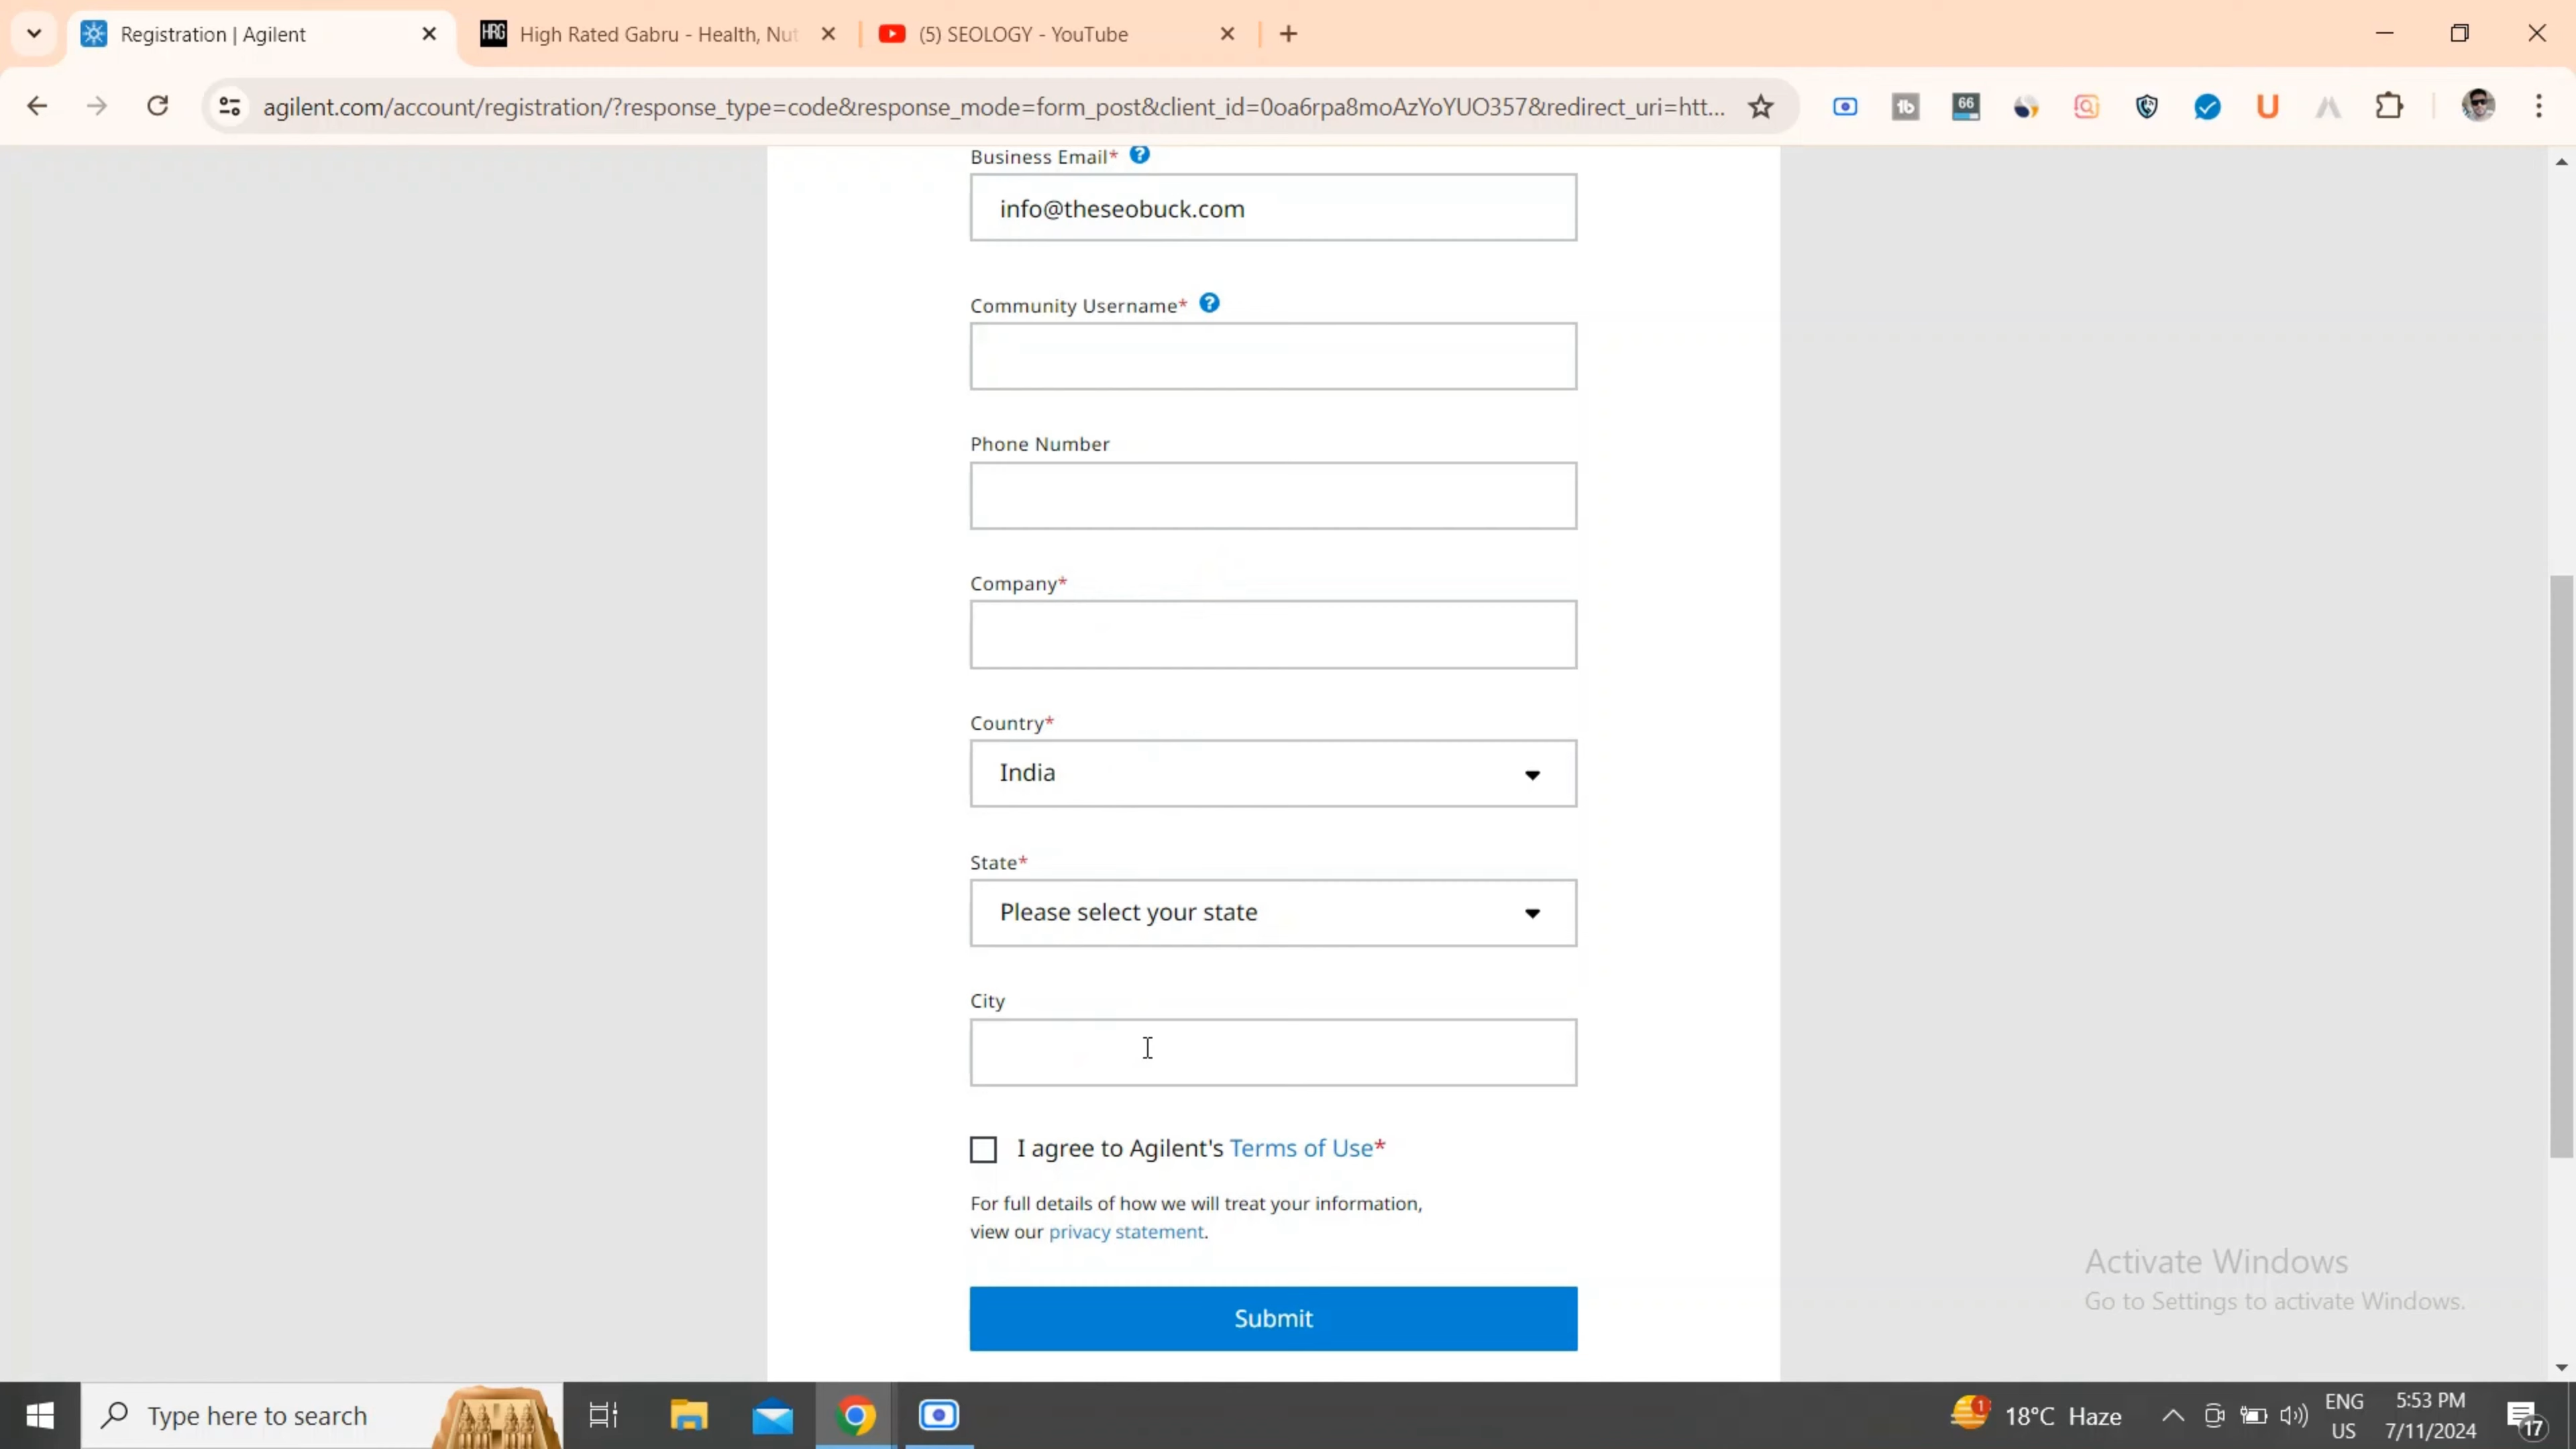 Registration | Agilent
HRG High Rated Gabru - Health, Nut
(5) SEOLOGY - YouTube
agilent.com/account/registration/?response_type=code&response_mode=form_post&client_id=0oa6rpa8moAzYoYUO357&redirect_uri=htt...
66
Business Email*
info@theseobuck.com
Community Username*
Phone Number
Company*
Country*
India
State*
Please select your state
City
I agree to Agilent's Terms of Use*
For full details of how we will treat your information,
view our privacy statement.
Submit
Activate Windows
Go to Settings to activate Windows.
Type here to search
1
18°C Haze
ENG
US
5:53 PM
7/11/2024
17